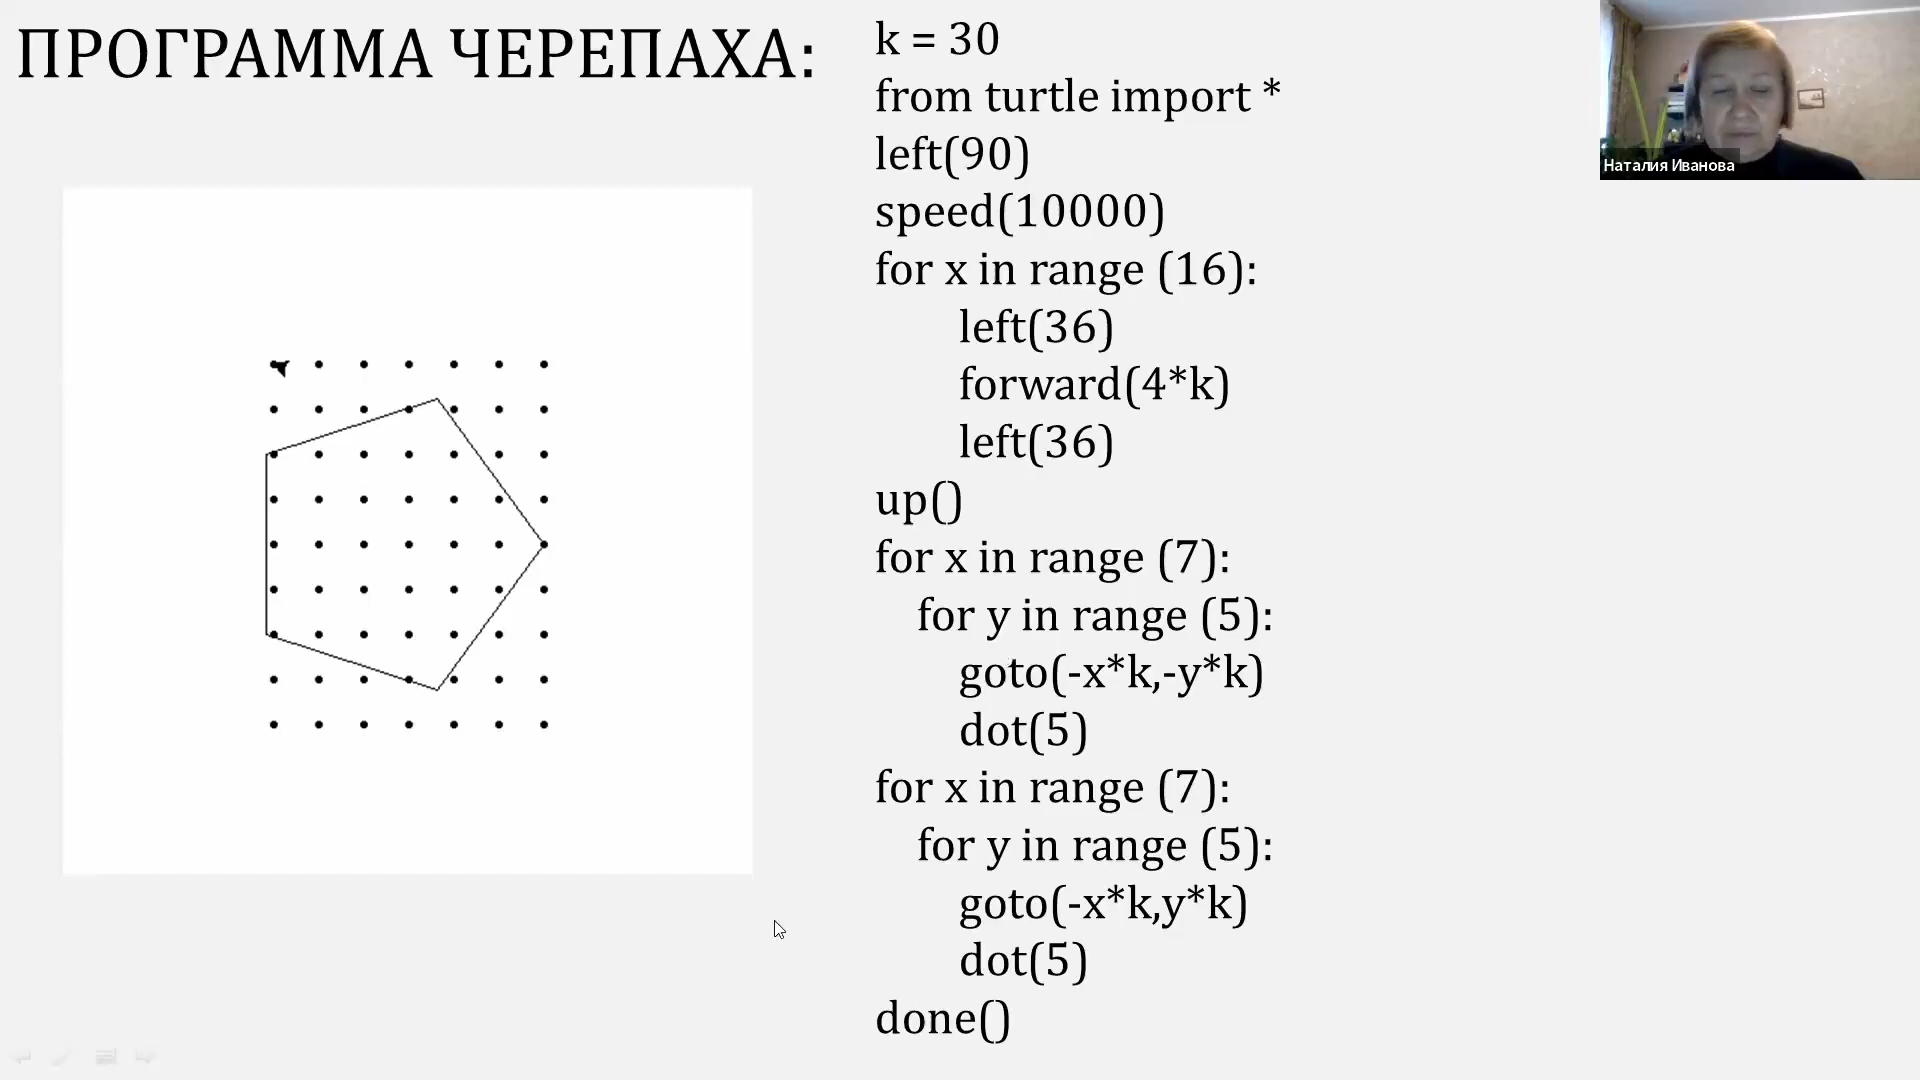 ПРОГРАММА ЧЕРЕПАХА:
k = 30
from turtle import *
left(90)
speed(10000)
for x in range (16):
left(36)
forward(4*k)
left(36)
up()
for x in range (7):
for y in range (5):
goto(-x*k,-y*k)
dot(5)
for x in range (7):
for y in range (5):
goto(-x*k,y*k)
dot(5)
done()
Наталия Иванова